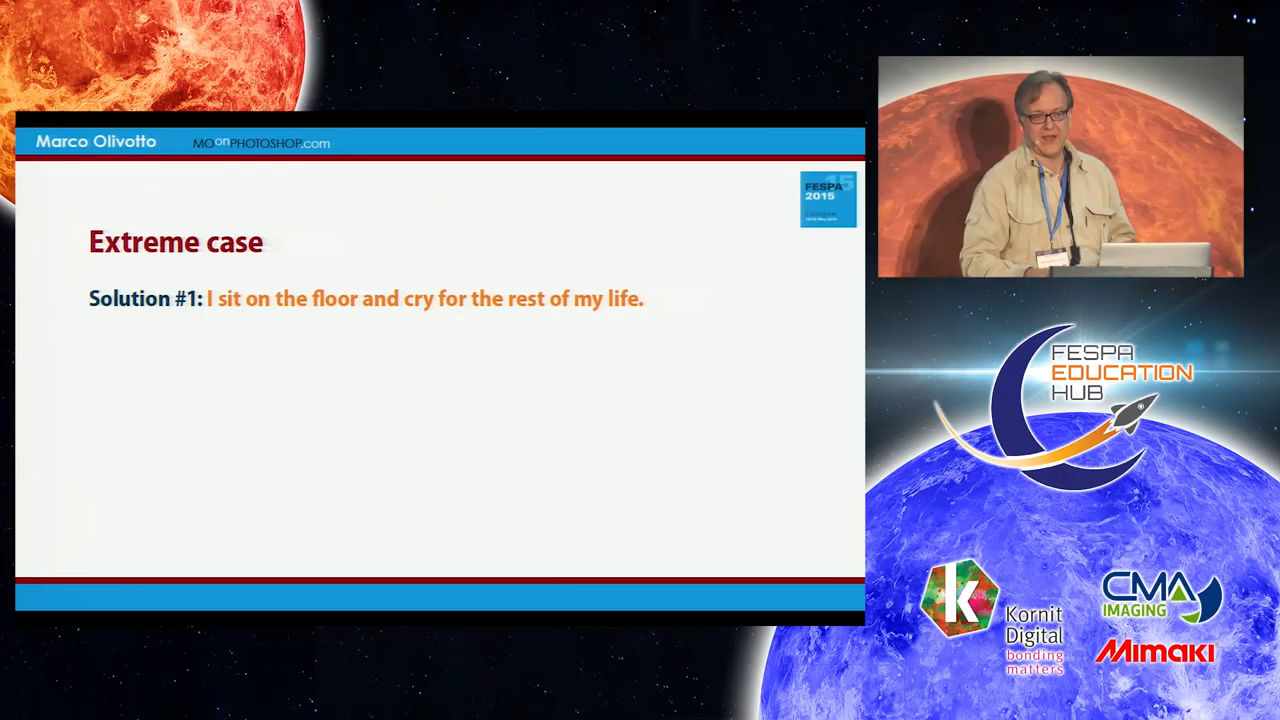 Marco Olivotto
MOonPHOTOSHOP.com
FESPA 15
2015
Extreme case
Solution #1: I sit on the floor and cry for the rest of my life.
FESPA
EDUCATION
HUB
k
Kornit
Digital
bonding
matters
CMA
IMAGING
Mimaki